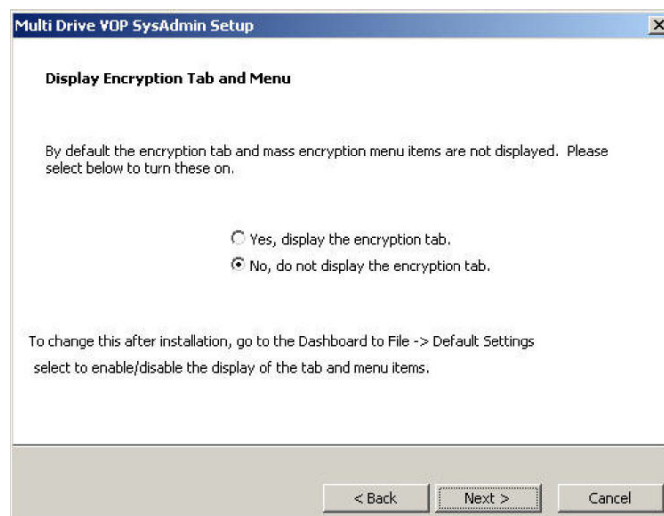 Multi Drive VOP SysAdmin Setup
Display Encryption Tab and Menu
By default the encryption tab and mass encryption menu items are not displayed. Please
select below to turn these on.
Yes, display the encryption tab.
No, do not display the encryption tab.
To change this after installation, go to the Dashboard to File -> Default Settings
select to enable/disable the display of the tab and menu items.
< Back Next > Cancel